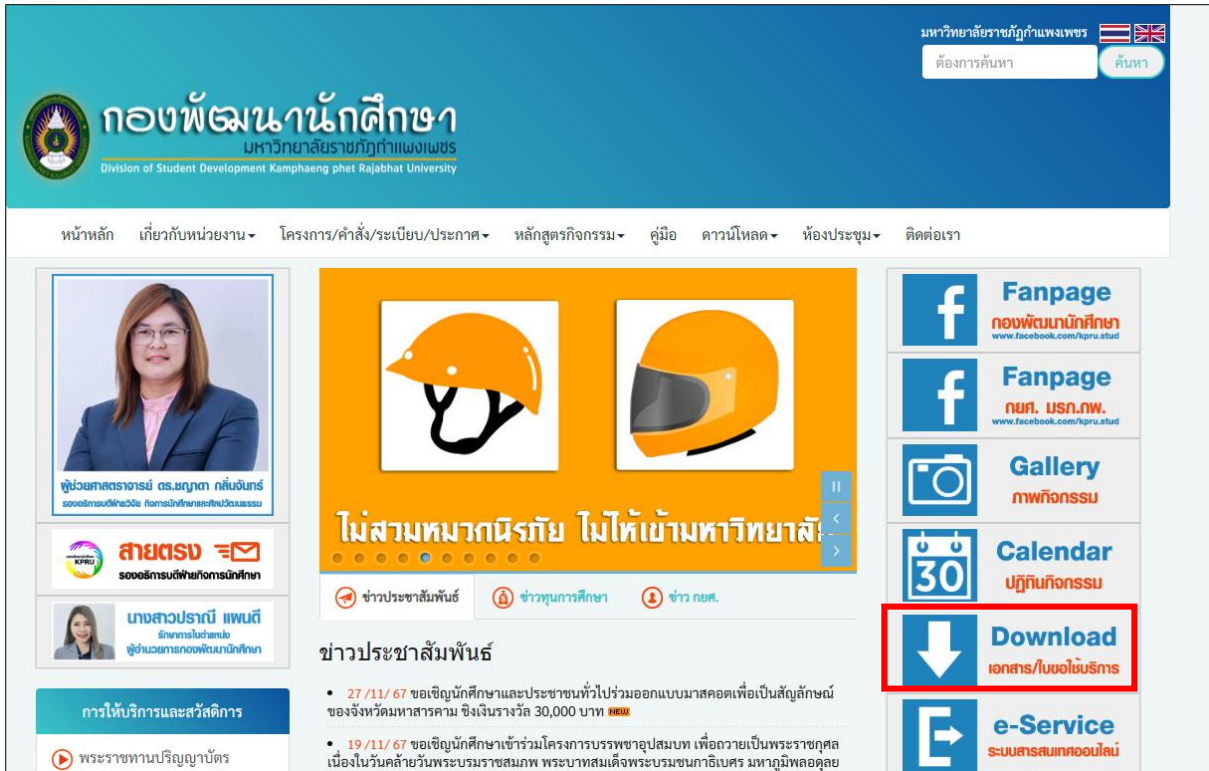 มหาวิทยาลัยราชภัฏกำแพงเพชร
ต้องการค้นหา
ค้นหา
กองพัฒนานักศึกษา
มหาวิทยาลัยราชภัฏกำแพงเพชร
Division of Student Development Kamphaeng phet Rajabhat University
หน้าหลัก เกี่ยวกับหน่วยงาน โครงการ/คำสั่ง/ระเบียบ/ประกาศ หลักสูตรกิจกรรม คู่มือ ดาวน์โหลด ห้องประชุม ติดต่อเรา
ผู้ช่วยศาสตราจารย์ ดร.ชญาดา กลิ่นจันทร์
รองอธิการบดีฝ่ายวิจัย กิจการนักศึกษาและศิลปวัฒนธรรม
KPRU
สายตรง
รองอธิการบดีฝ่ายกิจการนักศึกษา
นางสาวปราณี แพนดี
รักษาการในตำแหน่ง
ผู้อำนวยการกองพัฒนานักศึกษา
การให้บริการและสวัสดิการ
พระราชทานปริญญาบัตร
ไม่สวมหมวกนิรภัย ไม่ให้เข้ามหาวิทยาลัย
ข่าวประชาสัมพันธ์ ข่าวทุนการศึกษา ข่าว กยศ.
ข่าวประชาสัมพันธ์
27 /11/ 67 ขอเชิญนักศึกษาและประชาชนทั่วไปร่วมออกแบบมาสคอตเพื่อเป็นสัญลักษณ์
ของจังหวัดมหาสารคาม ชิงเงินรางวัล 30,000 บาท NEW
19 /11/ 67 ขอเชิญนักศึกษาเข้าร่วมโครงการบรรพชาอุปสมบท เพื่อถวายเป็นพระราชกุศล
เนื่องในวันคล้ายวันพระบรมราชสมภพ พระบาทสมเด็จพระบรมชนกาธิเบศร มหาภูมิพลอดุลย
Fanpage
กองพัฒนานักศึกษา
www.facebook.com/kpru.stud
Fanpage
กยศ. มรภ.กพ.
www.facebook.com/kpru.stud
Gallery
ภาพกิจกรรม
30
Calendar
ปฏิทินกิจกรรม
Download
เอกสาร/ใบขอใช้บริการ
e-Service
ระบบสารสนเทศออนไลน์